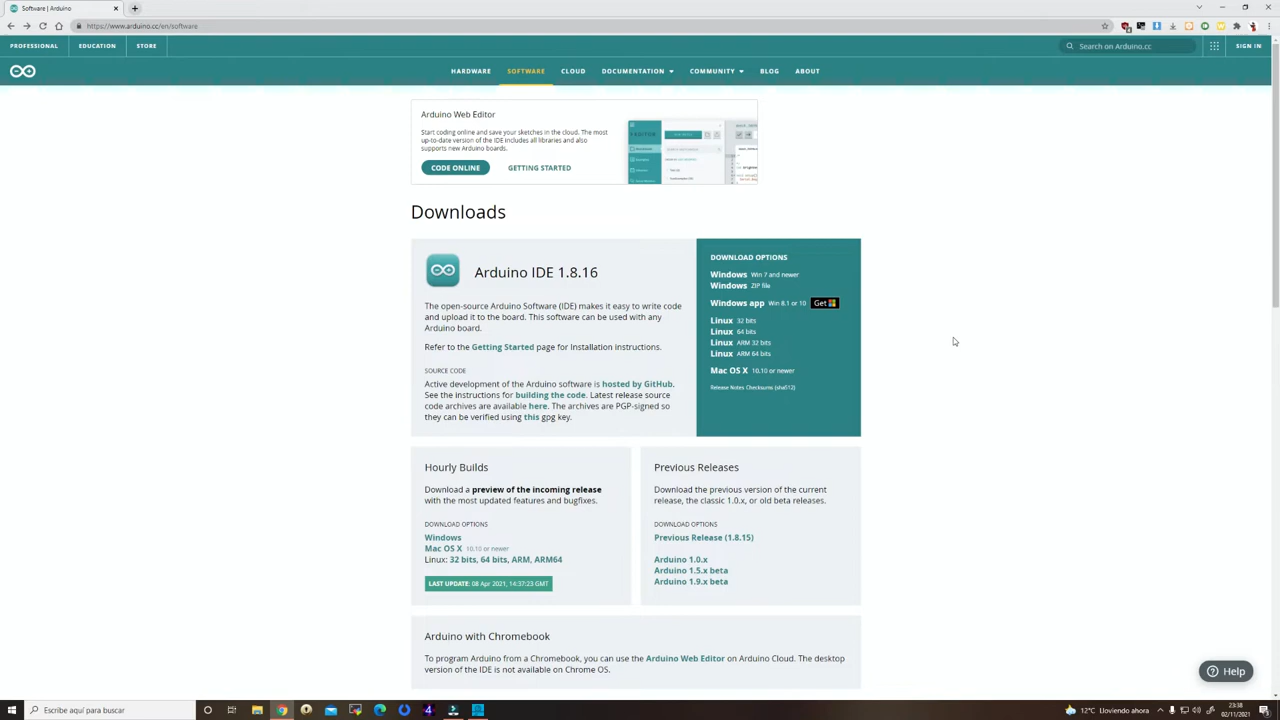 Software | Arduino
https://www.arduino.cc/en/software
PROFESSIONAL
EDUCATION
STORE
Search on Arduino.cc
SIGN IN
HARDWARE
SOFTWARE
CLOUD
DOCUMENTATION
COMMUNITY
BLOG
ABOUT
Arduino Web Editor
Start coding online and save your sketches in the cloud. The most
up-to-date version of the IDE includes all libraries and also
supports new Arduino boards.
CODE ONLINE
GETTING STARTED
Downloads
Arduino IDE 1.8.16
The open-source Arduino Software (IDE) makes it easy to write code
and upload it to the board. This software can be used with any
Arduino board.
Refer to the Getting Started page for Installation Instructions.
SOURCE CODE
Active development of the Arduino software is hosted by GitHub.
See the instructions for building the code. Latest release source
code archives are available here. The archives are PGP-signed so
they can be verified using this gpg key.
DOWNLOAD OPTIONS
Windows Win 7 and newer
Windows ZIP file
Windows app Win 8.1 or 10 Get
Linux 32 bits
Linux 64 bits
Linux ARM 32 bits
Linux ARM 64 bits
Mac OS X 10.10 or newer
Release Notes Checksums (sha512)
Hourly Builds
Download a preview of the incoming release
with the most updated features and bugfixes.
DOWNLOAD OPTIONS
Windows
Mac OS X 10.10 or newer
Linux: 32 bits, 64 bits, ARM, ARM64
LAST UPDATE: 08 Apr 2021, 14:37:23 GMT
Previous Releases
Download the previous version of the current
release, the classic 1.0.x, or old beta releases.
DOWNLOAD OPTIONS
Previous Release (1.8.15)
Arduino 1.0.x
Arduino 1.5.x beta
Arduino 1.9.x beta
Arduino with Chromebook
To program Arduino from a Chromebook, you can use the Arduino Web Editor on Arduino Cloud. The desktop
version of the IDE is not available on Chrome OS.
Help
Escribe aquí para buscar
12°C Lloviendo ahora
23:38
02/11/2021